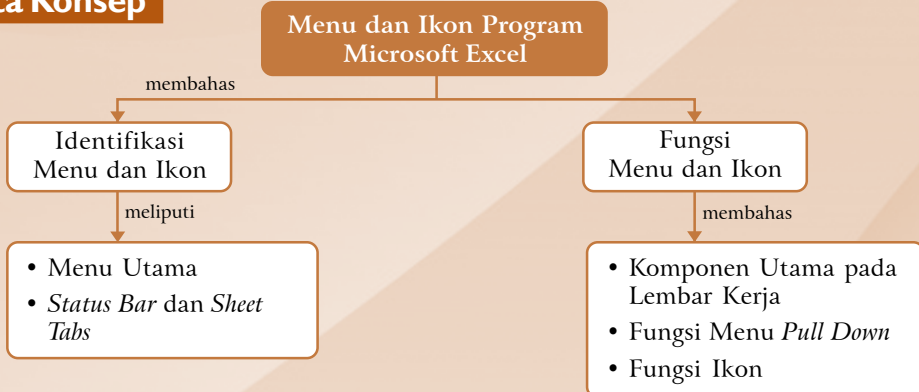 Konsep
Menu dan Ikon Program
Microsoft Excel
membahas
Identifikasi
Menu dan Ikon
meliputi
• Menu Utama
• Status Bar dan Sheet
Tabs
Fungsi
Menu dan Ikon
membahas
• Komponen Utama pada
Lembar Kerja
• Fungsi Menu Pull Down
• Fungsi Ikon